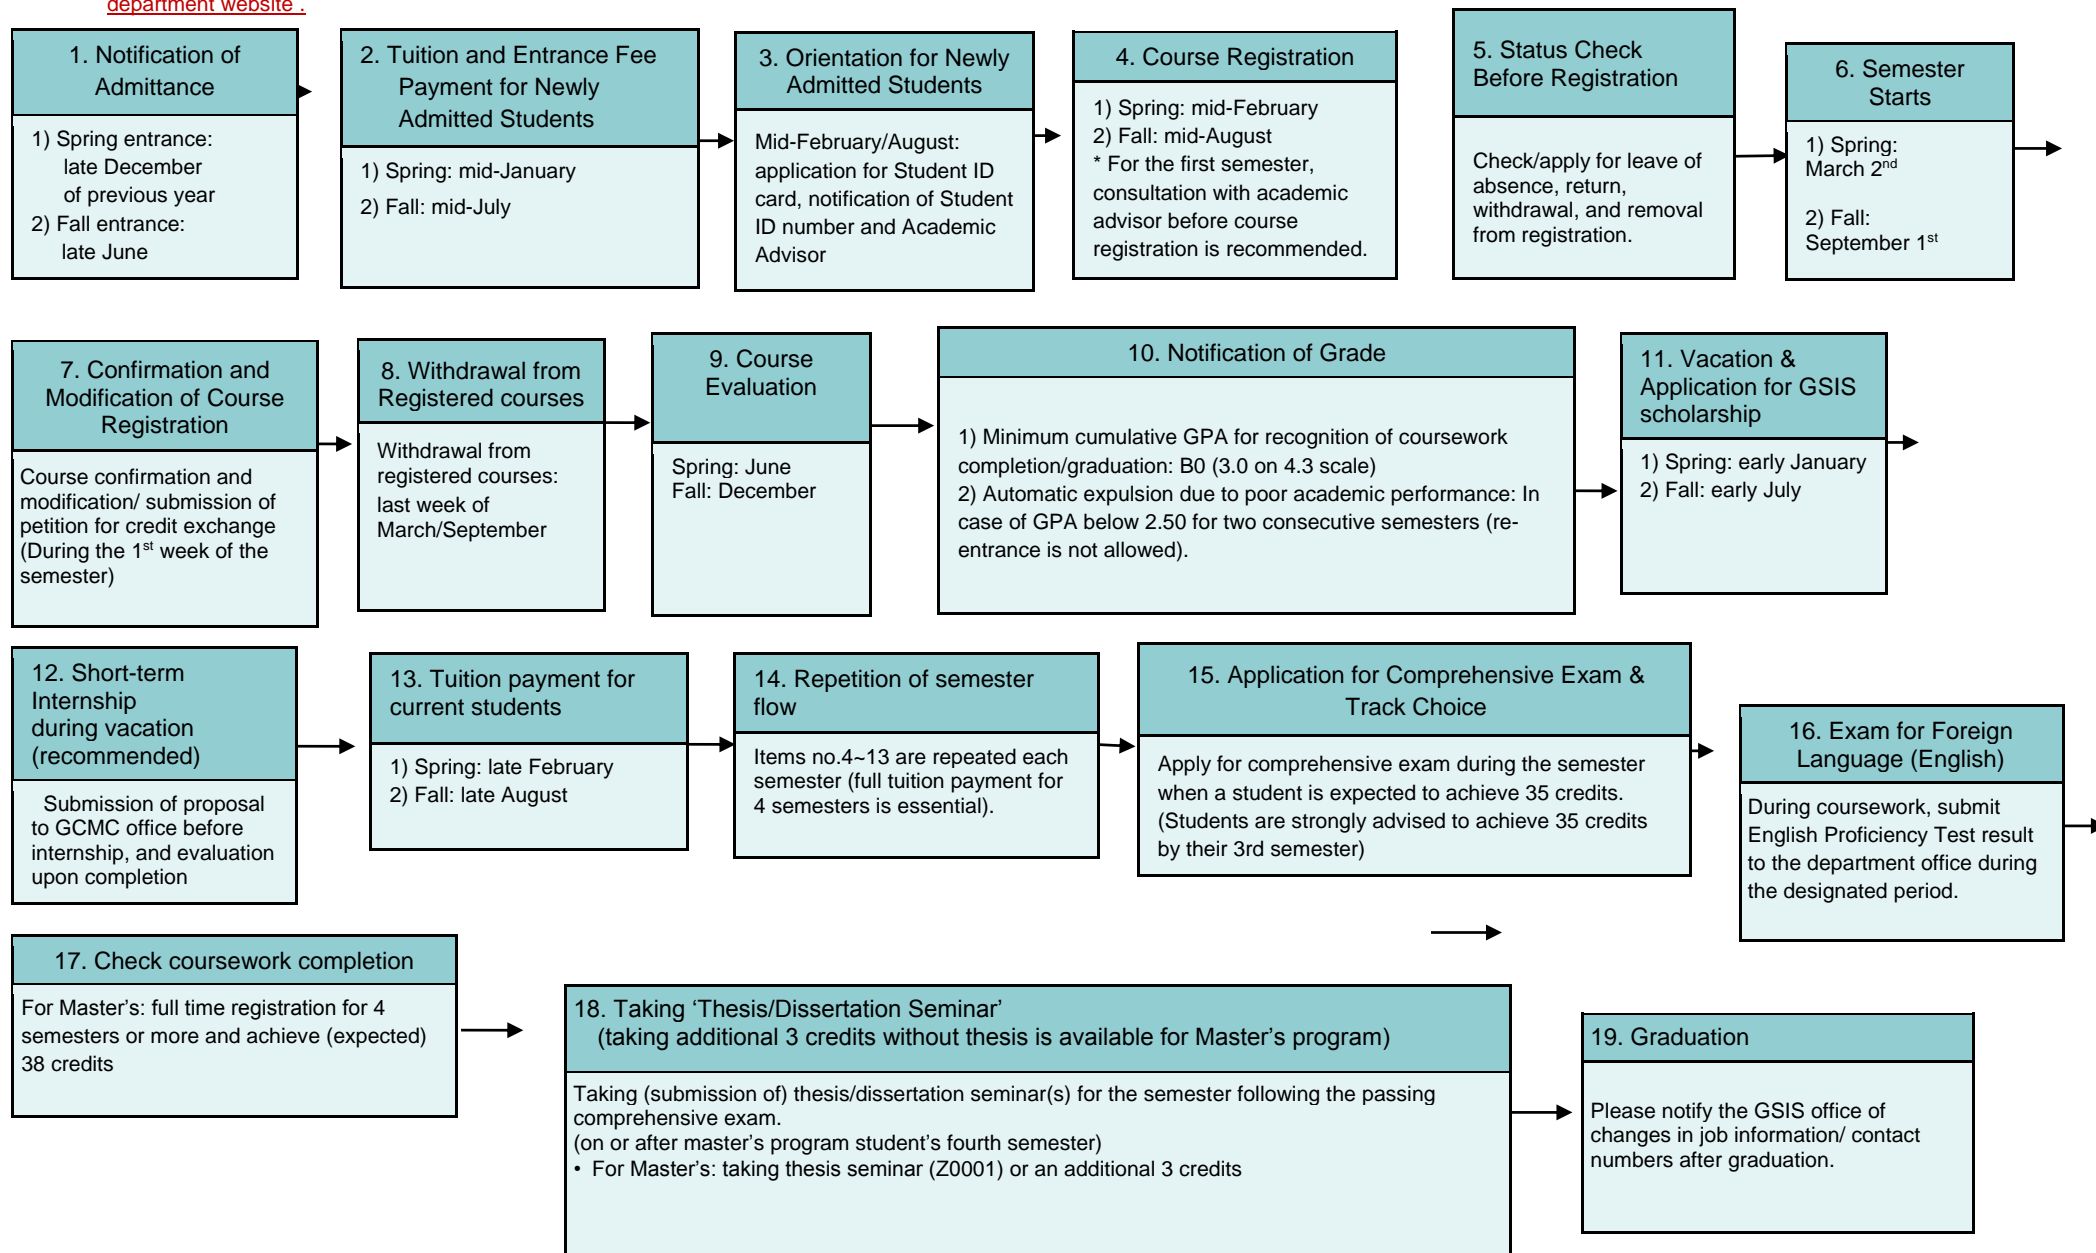 department website .
1. Notification of
Admittance
1) Spring entrance:
late December
of previous year
2) Fall entrance:
late June
2. Tuition and Entrance Fee
Payment for Newly
Admitted Students
1) Spring: mid-January
2) Fall: mid-July
3. Orientation for Newly
Admitted Students
Mid-February/August:
application for Student ID
card, notification of Student
ID number and Academic
Advisor
4. Course Registration
1) Spring: mid-February
2) Fall: mid-August
* For the first semester,
consultation with academic
advisor before course
registration is recommended.
5. Status Check
Before Registration
Check/apply for leave of
absence, return,
withdrawal, and removal
from registration.
6. Semester
Starts
1) Spring:
March 2nd
2) Fall:
September 1st
7. Confirmation and
Modification of Course
Registration
Course confirmation and
modification/ submission of
petition for credit exchange
(During the 1st week of the
semester)
8. Withdrawal from
Registered courses
Withdrawal from
registered courses:
last week of
March/September
9. Course
Evaluation
Spring: June
Fall: December
10. Notification of Grade
1) Minimum cumulative GPA for recognition of coursework
completion/graduation: B0 (3.0 on 4.3 scale)
2) Automatic expulsion due to poor academic performance: In
case of GPA below 2.50 for two consecutive semesters (re-
entrance is not allowed).
11. Vacation &
Application for GSIS
scholarship
1) Spring: early January
2) Fall: early July
12. Short-term
Internship
during vacation
(recommended)
Submission of proposal
to GCMC office before
internship, and evaluation
upon completion
13. Tuition payment for
current students
1) Spring: late February
2) Fall: late August
14. Repetition of semester
flow
Items no.4~13 are repeated each
semester (full tuition payment for
4 semesters is essential).
15. Application for Comprehensive Exam &
Track Choice
Apply for comprehensive exam during the semester
when a student is expected to achieve 35 credits.
(Students are strongly advised to achieve 35 credits
by their 3rd semester)
16. Exam for Foreign
Language (English)
During coursework, submit
English Proficiency Test result
to the department office during
the designated period.
17. Check coursework completion
For Master's: full time registration for 4
semesters or more and achieve (expected)
38 credits
18. Taking ‘Thesis/Dissertation Seminar’
(taking additional 3 credits without thesis is available for Master’s program)
Taking (submission of) thesis/dissertation seminar(s) for the semester following the passing
comprehensive exam.
(on or after master’s program student’s fourth semester)
• For Master’s: taking thesis seminar (Z0001) or an additional 3 credits
19. Graduation
Please notify the GSIS office of
changes in job information/ contact
numbers after graduation.